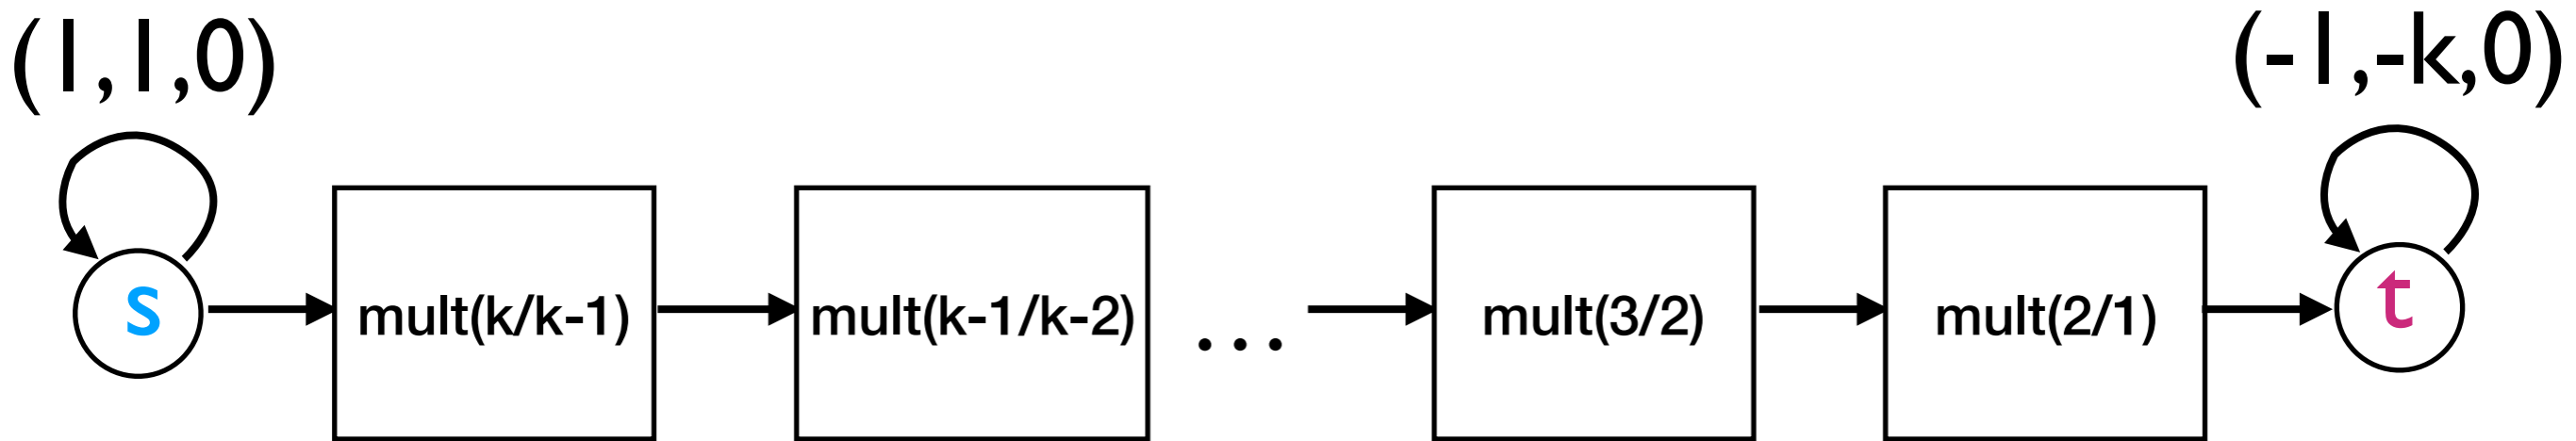 (1,1,0) (-1,-k,0)
s mult(k/k-1) mult(k-1/k-2) ... mult(3/2) mult(2/1) t